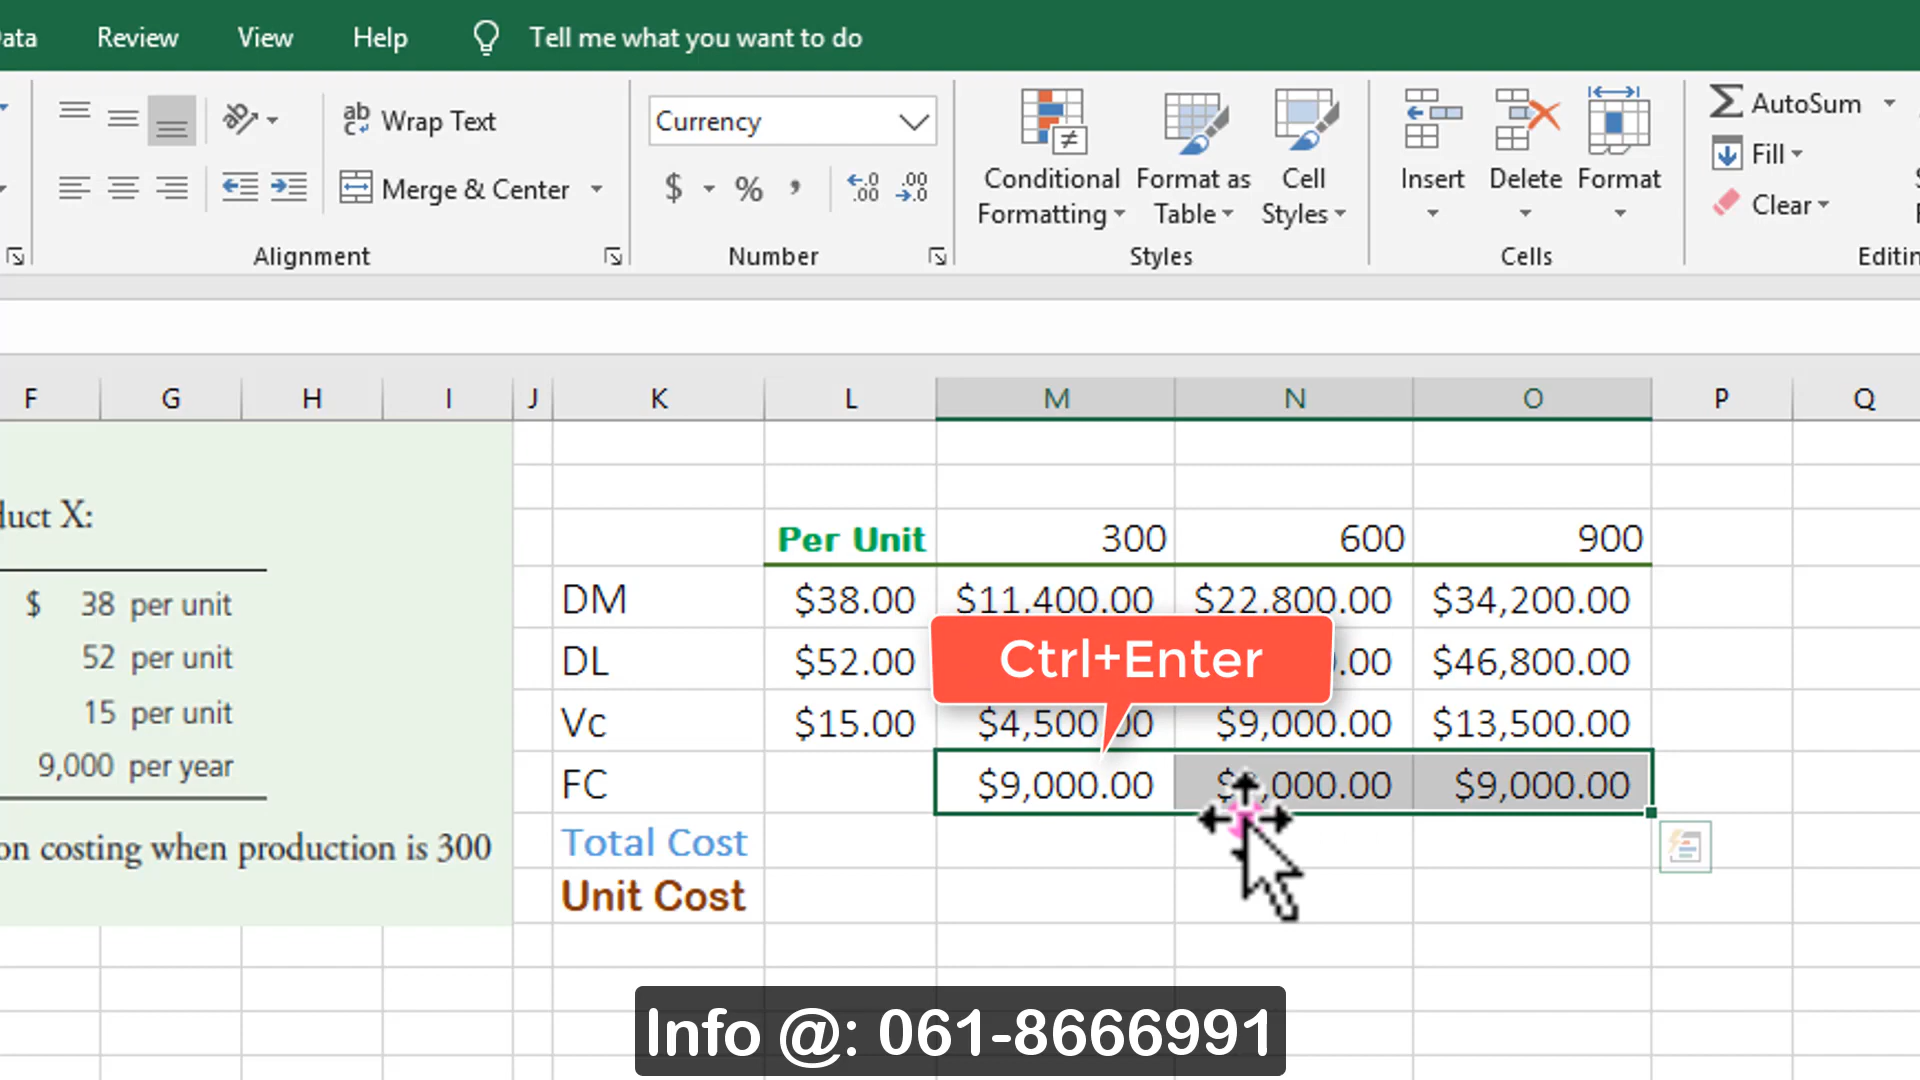 ata Review View Help Tell me what you want to do
Wrap Text Currency
Merge & Center $ % ,
Conditional Formatting
Format as Table
Cell Styles
Insert Delete Format
AutoSum
Fill
Clear
Alignment Number Styles Cells Editin
F G H I J K L M N O P Q
duct X:
$ 38 per unit
52 per unit
15 per unit
9,000 per year
on costing when production is 300
Per Unit 300 600 900
DM $38.00 $11,400.00 $22,800.00 $34,200.00
DL $52.00 .00 $46,800.00
Ctrl+Enter
Vc $15.00 $4,500.00 $9,000.00 $13,500.00
FC $9,000.00 $9,000.00 $9,000.00
Total Cost
Unit Cost
Info @: 061-8666991